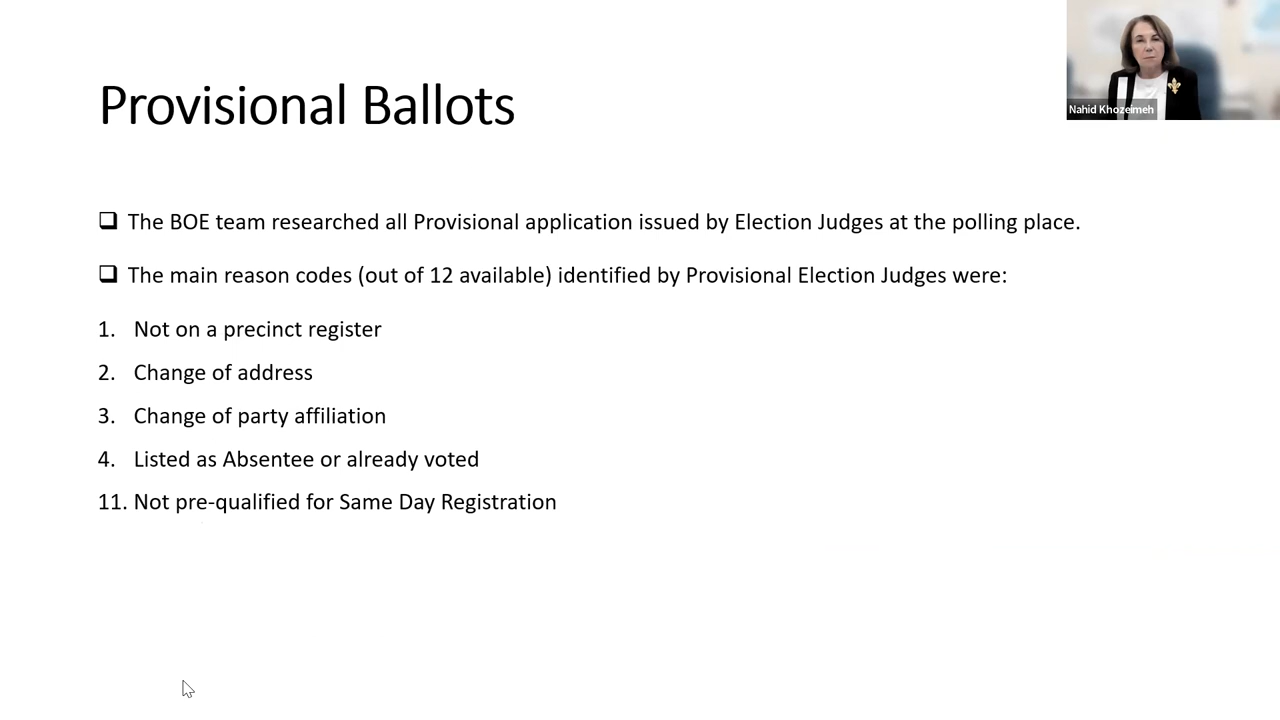 Provisional Ballots
Nahid Khozeimeh
❑ The BOE team researched all Provisional application issued by Election Judges at the polling place.
❑ The main reason codes (out of 12 available) identified by Provisional Election Judges were:
1. Not on a precinct register
2. Change of address
3. Change of party affiliation
4. Listed as Absentee or already voted
11. Not pre-qualified for Same Day Registration